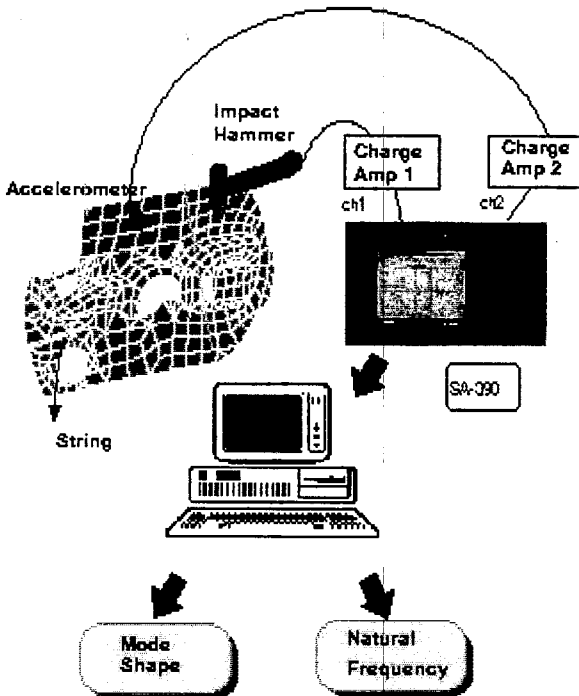 Impact
Hammer
Charge
Amp 1
Charge
Amp 2
Accelerometer
ch1
ch2
SA-390
String
Mode
Shape
Natural
Frequency